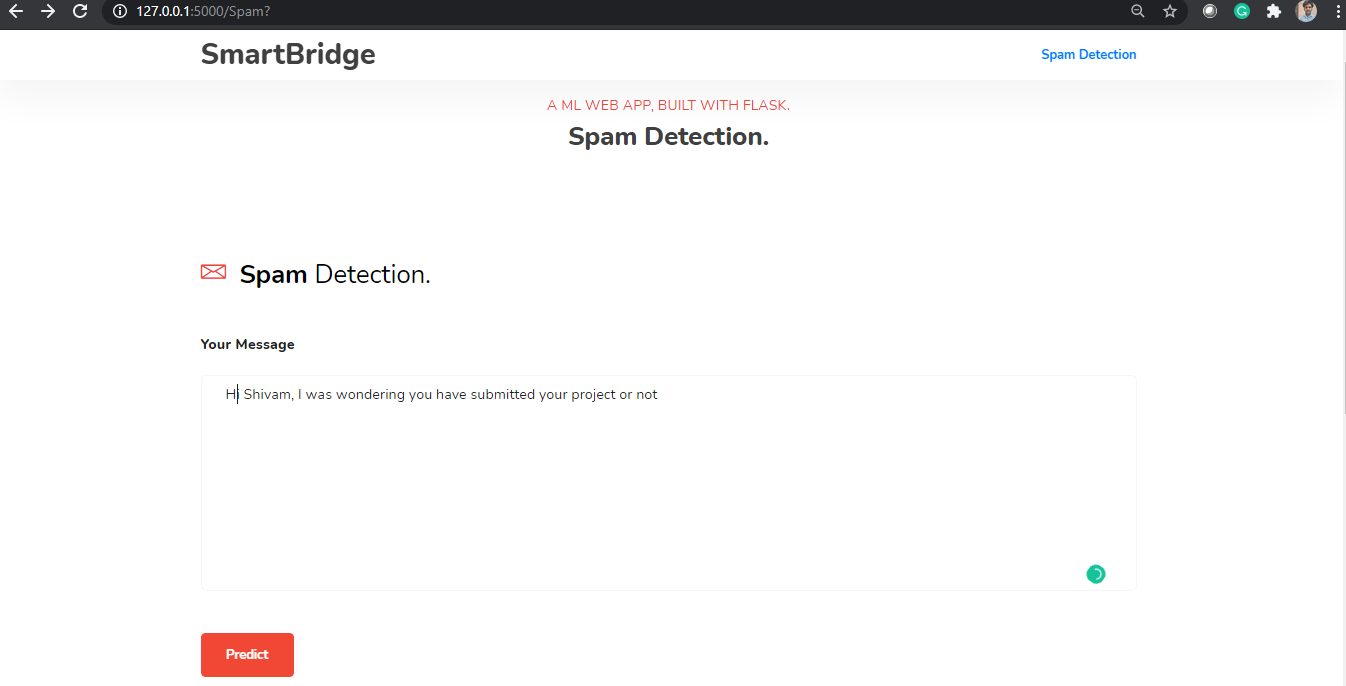 127.0.0.1:5000/Spam?
SmartBridge
Spam Detection
A ML WEB APP, BUILT WITH FLASK.
Spam Detection.
Spam Detection.
Your Message
Hi Shivam, I was wondering you have submitted your project or not
Predict